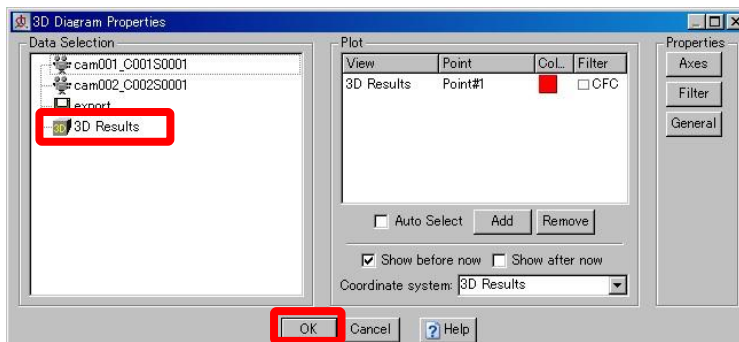 3D Diagram Properties
Data Selection
cam001_C001S0001
cam002_C002S0001
export
3D Results
Plot
View Point Col... Filter
3D Results Point#1 CFC
Auto Select Add Remove
Show before now Show after now
Coordinate system: 3D Results
Properties
Axes
Filter
General
OK Cancel Help